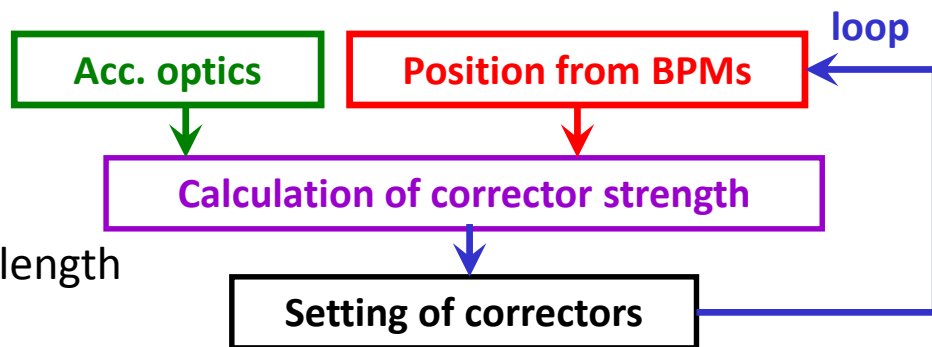 loop
Acc. optics
Position from BPMs
Calculation of corrector strength
length
Setting of correctors